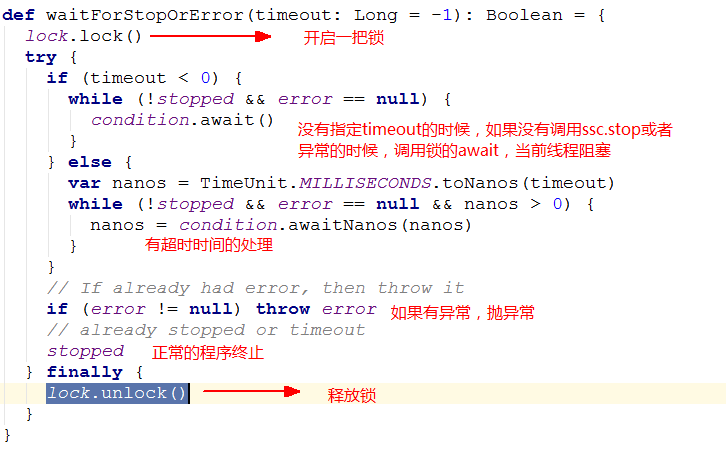 def waitForStopOrError(timeout: Long = -1): Boolean = {
lock.lock() 开启一把锁
try {
if (timeout < 0) {
while (!stopped && error == null) {
condition.await()
没有指定timeout的时候，如果没有调用ssc.stop或者
异常的时候，调用锁的await，当前线程阻塞
}
} else {
var nanos = TimeUnit.MILLISECONDS.toNanos(timeout)
while (!stopped && error == null && nanos > 0) {
nanos = condition.awaitNanos(nanos)
} 有超时时间的处理
}
// If already had error, then throw it
if (error != null) throw error 如果有异常，抛异常
// already stopped or timeout
stopped 正常的程序终止
} finally {
lock.unlock() 释放锁
}
}